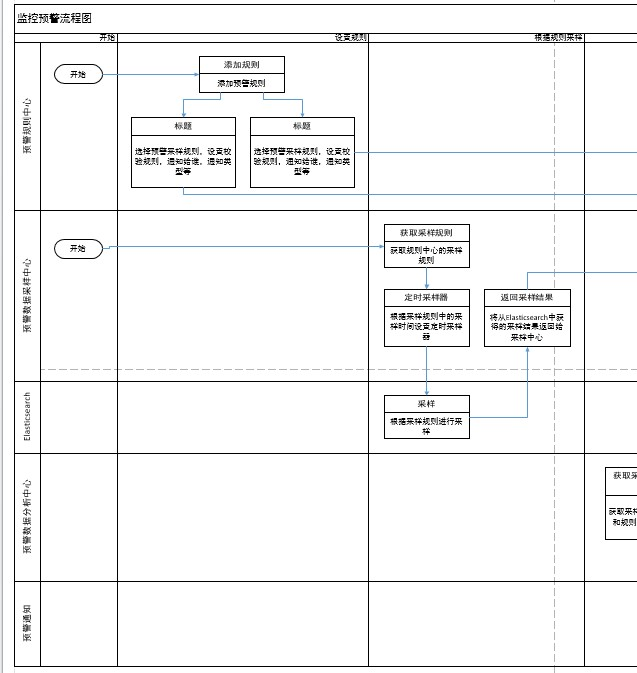 监控预警流程图
开始
设置规则
根据规则采样
预警规则中心
开始
添加规则
添加预警规则
标题
选择预警采样规则，设置校
验规则，通知给谁，通知类
型等
标题
选择预警采样规则，设置校
验规则，通知给谁，通知类
型等
预警数据采样中心
开始
获取采样规则
获取规则中心的采样
规则
定时采样器
根据采样规则中的采
样时间设置定时采样
器
返回采样结果
将从Elasticsearch中获
得的采样结果返回给
采样中心
Elasticsearch
采样
根据采样规则进行采
样
预警数据分析中心
获取采
获取采样
和规则
预警通知